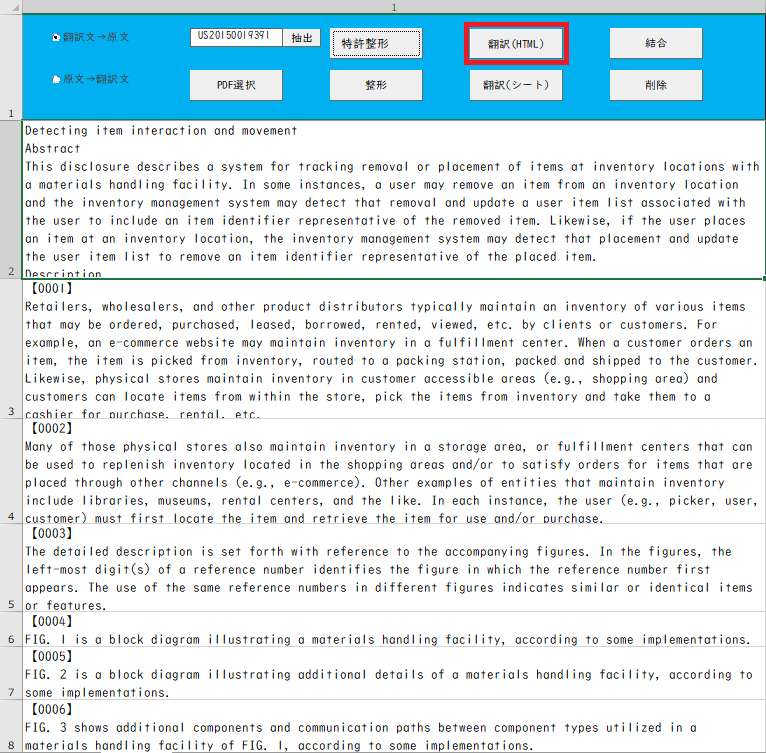 1
翻訳文→原文
US20150019391
抽出
特許整形
翻訳(HTML)
結合
原文→翻訳文
PDF選択
整形
翻訳(シート)
削除
1
Detecting item interaction and movement
Abstract
This disclosure describes a system for tracking removal or placement of items at inventory locations with
a materials handling facility. In some instances, a user may remove an item from an inventory location
and the inventory management system may detect that removal and update a user item list associated with
the user to include an item identifier representative of the removed item. Likewise, if the user places
an item at an inventory location, the inventory management system may detect that placement and update
the user item list to remove an item identifier representative of the placed item.
2
Description
【0001】
Retailers, wholesalers, and other product distributors typically maintain an inventory of various items
that may be ordered, purchased, leased, borrowed, rented, viewed, etc. by clients or customers. For
example, an e-commerce website may maintain inventory in a fulfillment center. When a customer orders an
item, the item is picked from inventory, routed to a packing station, packed and shipped to the customer.
Likewise, physical stores maintain inventory in customer accessible areas (e.g., shopping area) and
customers can locate items from within the store, pick the items from inventory and take them to a
3
cashier for purchase, rental, etc.
【0002】
Many of those physical stores also maintain inventory in a storage area, or fulfillment centers that can
be used to replenish inventory located in the shopping areas and/or to satisfy orders for items that are
placed through other channels (e.g., e-commerce). Other examples of entities that maintain inventory
include libraries, museums, rental centers, and the like. In each instance, the user (e.g., picker, user,
4
customer) must first locate the item and retrieve the item for use and/or purchase.
【0003】
The detailed description is set forth with reference to the accompanying figures. In the figures, the
left-most digit(s) of a reference number identifies the figure in which the reference number first
appears. The use of the same reference numbers in different figures indicates similar or identical items
5
or features.
【0004】
6
FIG. 1 is a block diagram illustrating a materials handling facility, according to some implementations.
【0005】
FIG. 2 is a block diagram illustrating additional details of a materials handling facility, according to
7
some implementations.
【0006】
FIG. 3 shows additional components and communication paths between component types utilized in a
8
materials handling facility of FIG. 1, according to some implementations.